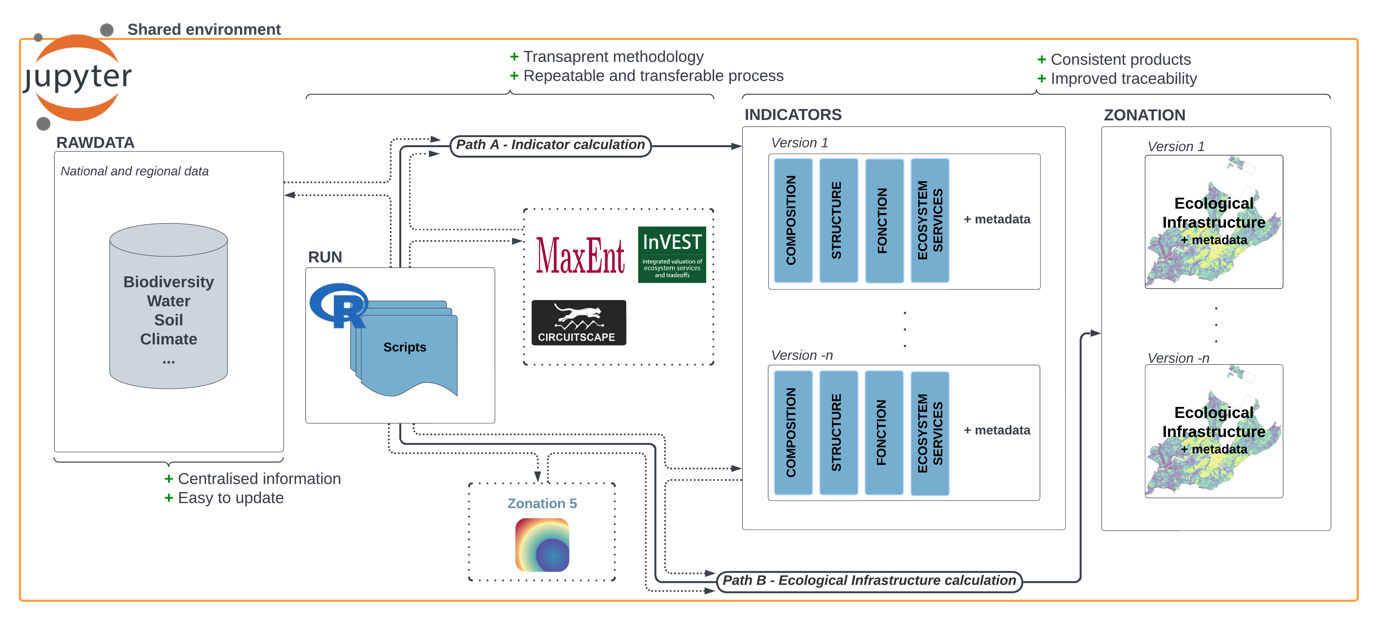 Shared environment
jupyter
+ Transaprent methodology
+ Repeatable and transferable process
+ Consistent products
+ Improved traceability
RAWDATA
National and regional data
Biodiversity
Water
Soil
Climate
...
+ Centralised information
+ Easy to update
RUN
R
Scripts
Path A - Indicator calculation
MaxEnt
InVEST
integrated valuation of
ecosystem services
and tradeoffs
CIRCUITSCAPE
Zonation 5
Path B - Ecological Infrastructure calculation
INDICATORS
Version 1
COMPOSITION
STRUCTURE
FONCTION
ECOSYSTEM
SERVICES
+ metadata
Version -n
COMPOSITION
STRUCTURE
FONCTION
ECOSYSTEM
SERVICES
+ metadata
ZONATION
Version 1
Ecological
Infrastructure
+ metadata
Version -n
Ecological
Infrastructure
+ metadata